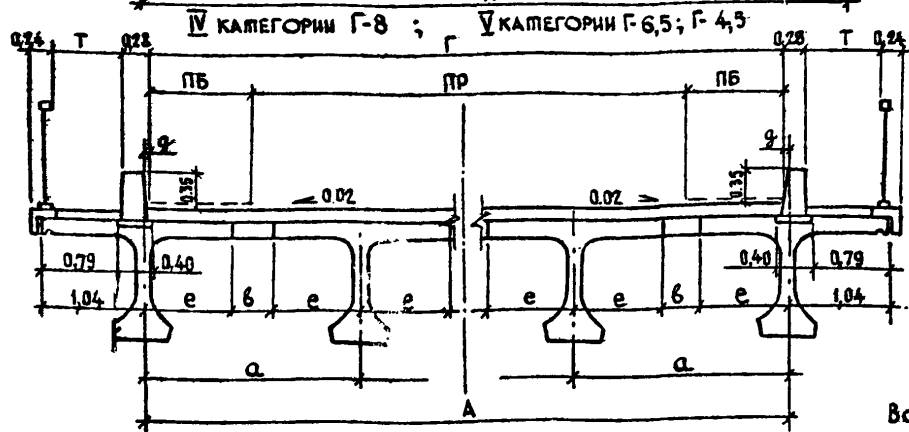 IV КАТЕГОРИИ Г-8 ; V КАТЕГОРИИ Г-6,5; Г-4,5
0,24 Т 0,28 Г 0,28 Т 0,24
ПБ ПР ПБ
g g
0,35 0.02 0.02 0,35
0,79 0,40 0,40 0,79
1,04 е в е е е е в е 1,04
а а
А